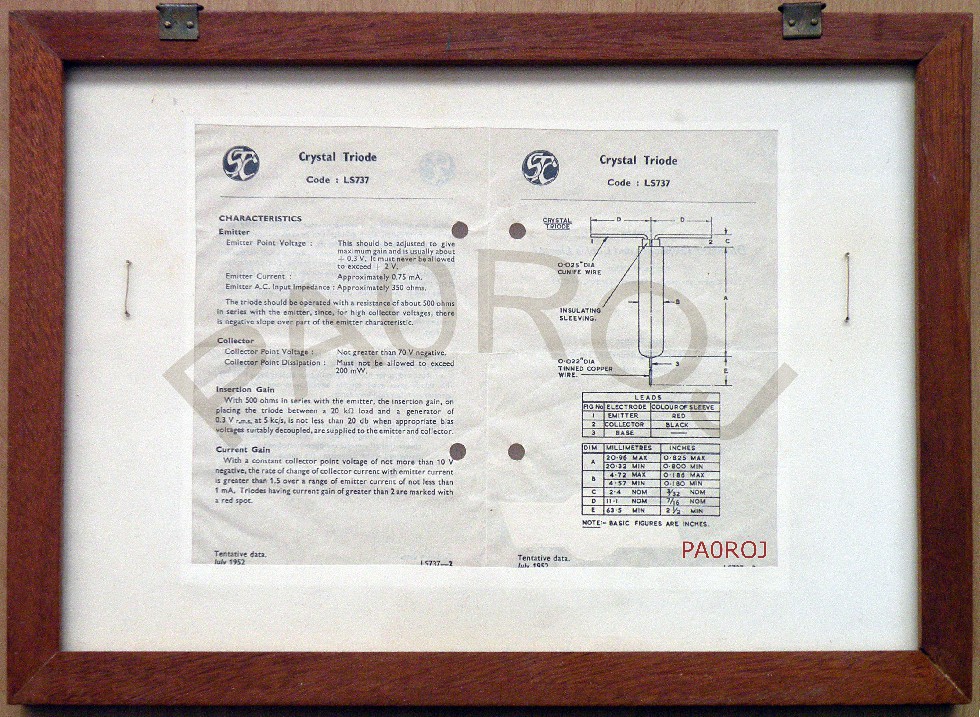 STC
Crystal Triode
Code : LS737
CHARACTERISTICS
Emitter
Emitter Point Voltage : This should be adjusted to give
maximum gain and is usually about
+ 0.3 V. It must never be allowed
to exceed + 2 V.
Emitter Current : Approximately 0.75 mA.
Emitter A.C. Input Impedance : Approximately 350 ohms.
The triode should be operated with a resistance of about 500 ohms
in series with the emitter, since, for high collector voltages, there
is negative slope over part of the emitter characteristic.
Collector
Collector Point Voltage : Not greater than 70 V negative.
Collector Point Dissipation : Must not be allowed to exceed
200 mW.
Insertion Gain
With 500 ohms in series with the emitter, the insertion gain, on
placing the triode between a 20 kΩ load and a generator of
0.3 V r.m.s. at 5 kc/s, is not less than 20 db when appropriate bias
voltages suitably decoupled, are supplied to the emitter and collector.
Current Gain
With a constant collector point voltage of not more than 10 V
negative, the rate of change of collector current with emitter current
is greater than 1.5 over a range of emitter current of not less than
1 mA. Triodes having current gain of greater than 2 are marked with
a red spot.
Tentative data.
July 1952
LS737—2
STC
Crystal Triode
Code : LS737
CRYSTAL
TRIODE
D D
1 2 C
0·025" DIA
CUNIFE WIRE
INSULATING
SLEEVING.
B
A
0·022" DIA
TINNED COPPER
WIRE.
3
E
LEADS
FIG No ELECTRODE COLOUR OF SLEEVE
1 EMITTER RED
2 COLLECTOR BLACK
3 BASE ——
DIM MILLIMETRES INCHES
A 20·96 MAX 0·825 MAX
20·32 MIN 0·800 MIN
B 4·72 MAX 0·186 MAX
4·57 MIN 0·180 MIN
C 2·4 NOM 3/32 NOM
D 11·1 NOM 7/16 NOM
E 63·5 MIN 2 1/2 MIN
NOTE:- BASIC FIGURES ARE INCHES.
Tentative data.
July 1952
PA0ROJ
PA0ROJ